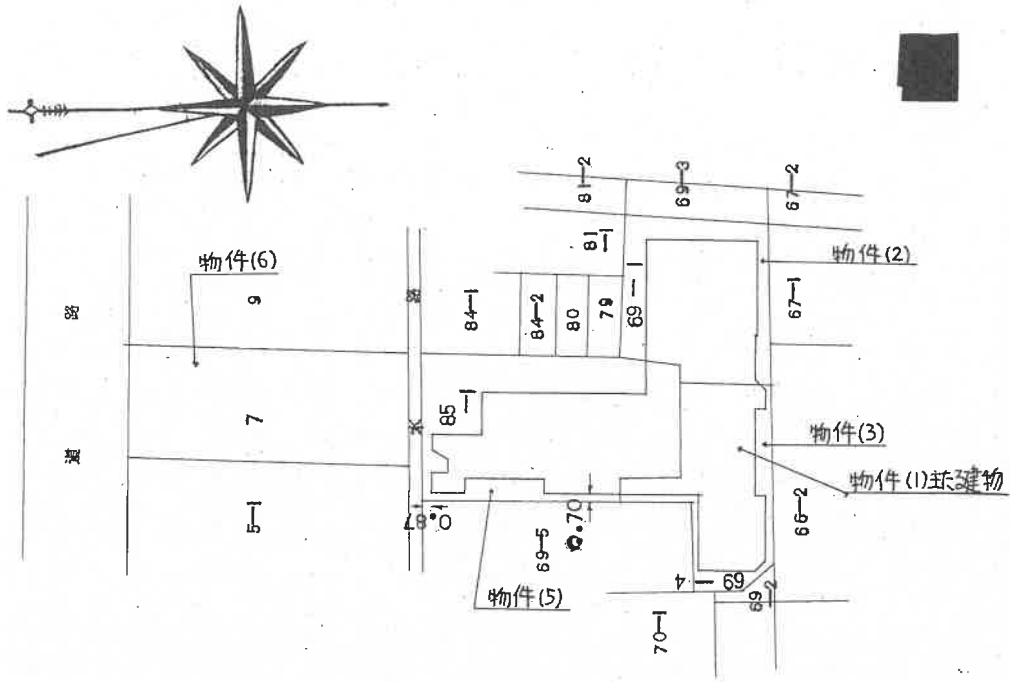 81-2
69-3
67-2
81-1
物件(2)
物件(6)
路
9
路
84-1
84-2
80
79
69-1
67-1
道
7
水
85-1
物件(3)
物件(1)主たる建物
5-1
0.87
69-5
0.70
66-2
物件(5)
69-4
69-2
70-1